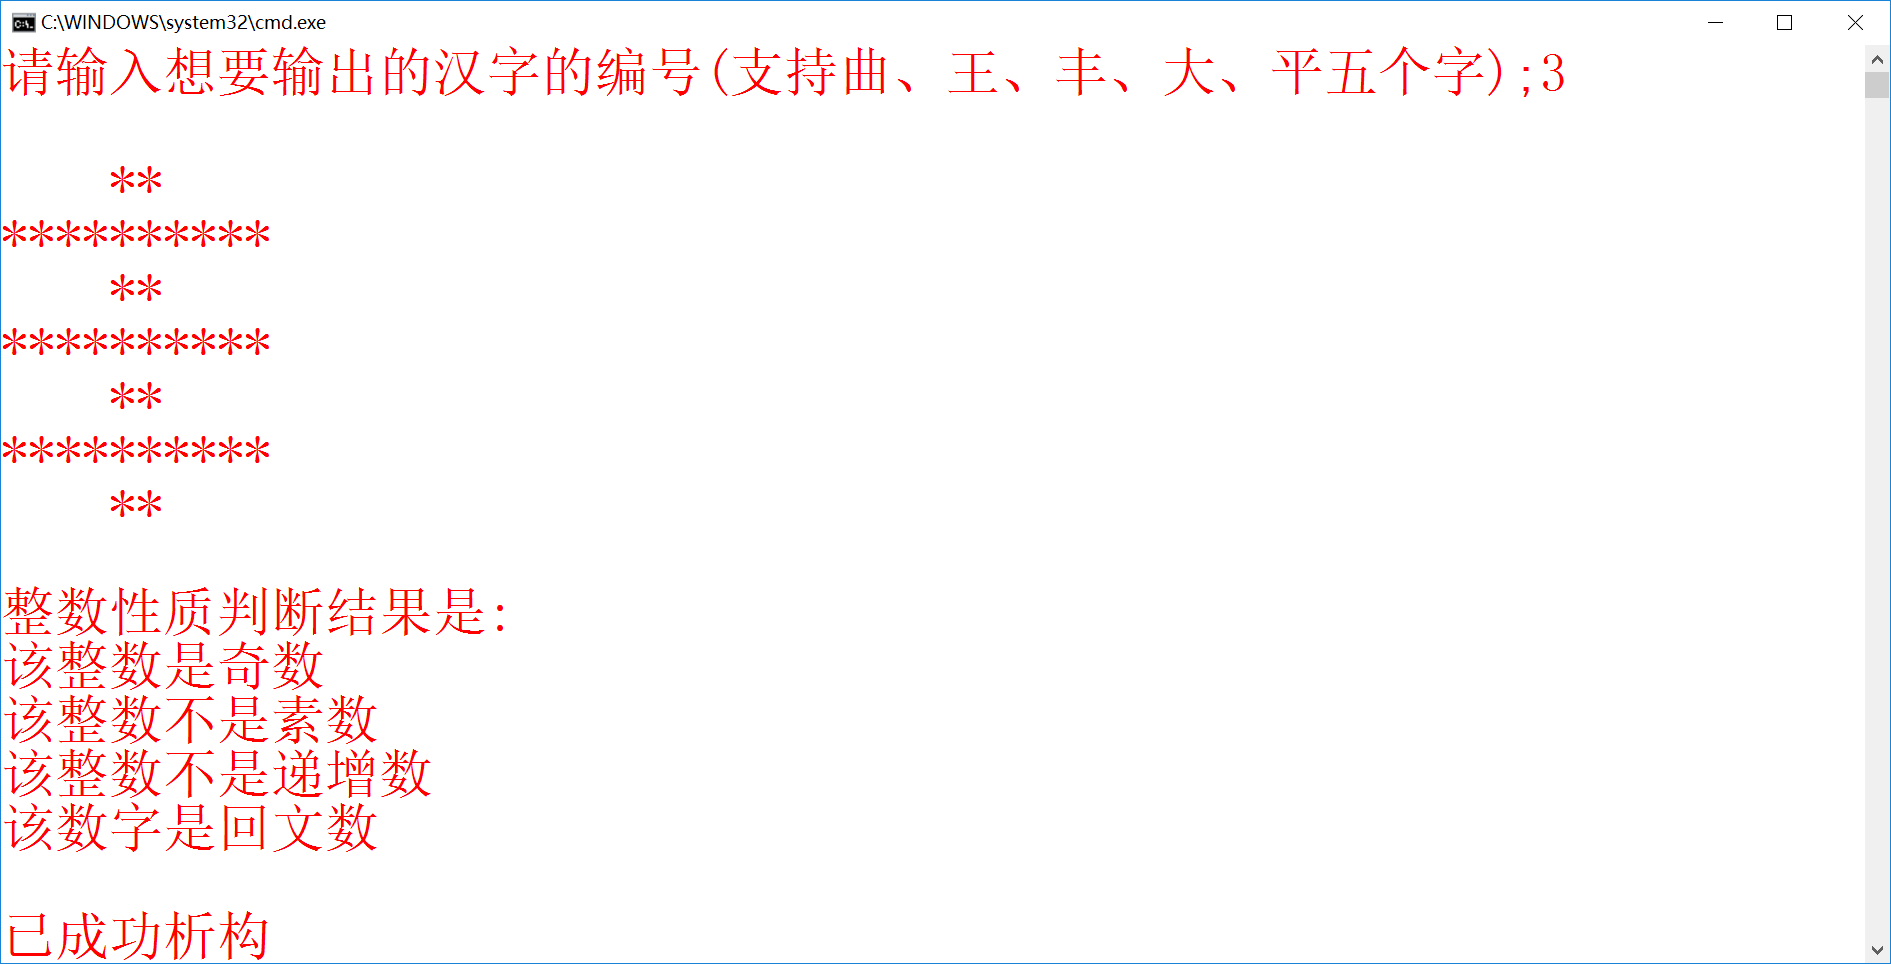 C:\WINDOWS\system32\cmd.exe
请输入想要输出的汉字的编号(支持曲、王、丰、大、平五个字);3
    **
**********
    **
**********
    **
**********
    **
整数性质判断结果是:
该整数是奇数
该整数不是素数
该整数不是递增数
该数字是回文数
已成功析构